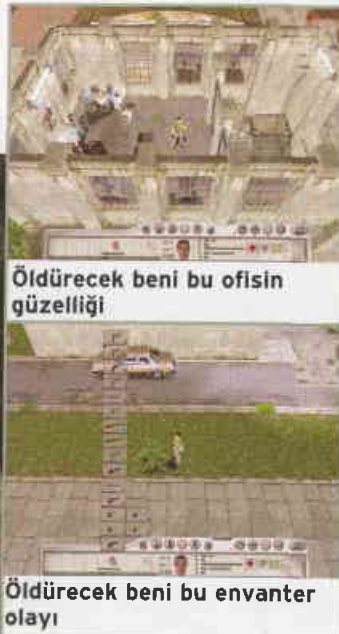 Öldürecek beni bu ofisin
güzelliği
Öldürecek beni bu envanter
olayı